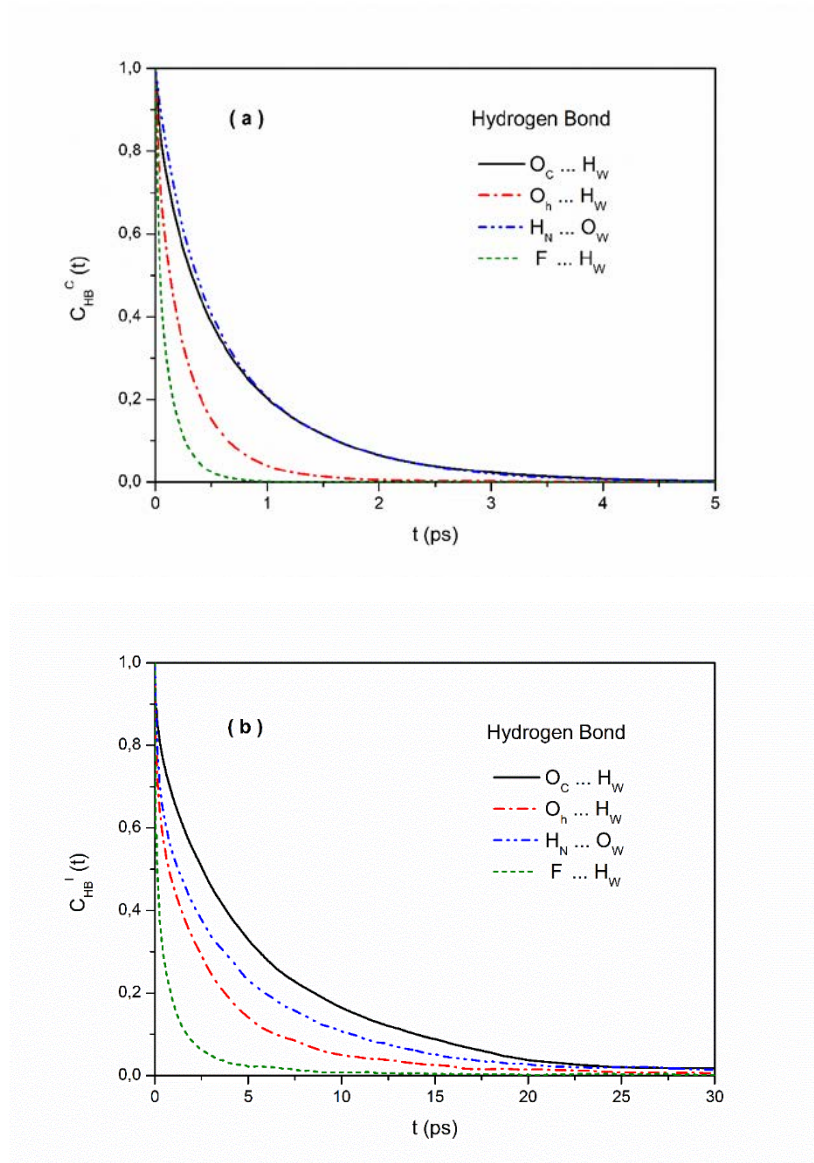 1,0
( a )
Hydrogen Bond
0,8
O_C ... H_W
O_h ... H_W
0,6
H_N ... O_W
F ... H_W
C_HB^C (t)
0,4
0,2
0,0
0 1 2 3 4 5
t (ps)
1,0
( b )
Hydrogen Bond
0,8
O_C ... H_W
O_h ... H_W
0,6
H_N ... O_W
F ... H_W
C_HB^I (t)
0,4
0,2
0,0
0 5 10 15 20 25 30
t (ps)